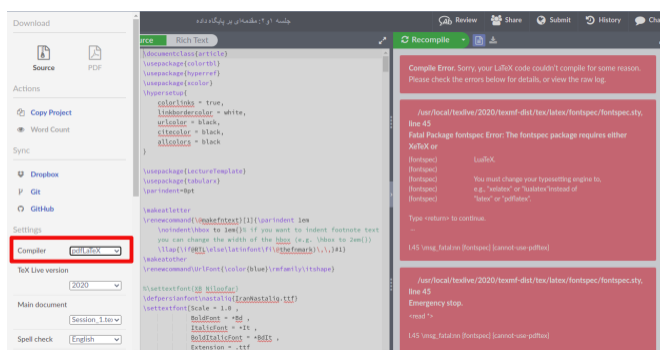 Download
Source
PDF
Actions
Copy Project
Word Count
Sync
Dropbox
Git
GitHub
Settings
Compiler
pdfLaTeX
TeX Live version
2020
Main document
Session_1.tex
Spell check
English
جلسه ۱و۲: مقدمه‌ای بر پایگاه داده
Review
Share
Submit
History
Cha
urce
Rich Text
\documentclass{article}
\usepackage{colortbl}
\usepackage{hyperref}
\usepackage{xcolor}
\hypersetup{
colorlinks = true,
linkbordercolor = white,
urlcolor = black,
citecolor = black,
allcolors = black
}
\usepackage{LectureTemplate}
\usepackage{tabularx}
\parindent=0pt
\makeatletter
\renewcommand{\@makefntext}[1]{\parindent 1em
\noindent\hbox to 1em{}% if you want to indent footnote text
you can change the width of the hbox (e.g. \hbox to 2em{})
\llap{\if@RTL\else\latinfont\fi\@thefnmark)\,\,}#1}
\makeatother
\renewcommand\UrlFont{\color{blue}\rmfamily\itshape}
%\settextfont{XB Niloofar}
\defpersianfont\nastaliq{IranNastaliq.ttf}
\settextfont[Scale = 1.0 ,
BoldFont = *Bd ,
ItalicFont = *It ,
BoldItalicFont = *BdIt ,
Extension = .ttf
Recompile
Compile Error. Sorry, your LaTeX code couldn't compile for some reason.
Please check the errors below for details, or view the raw log.
/usr/local/texlive/2020/texmf-dist/tex/latex/fontspec/fontspec.sty,
line 45
Fatal Package fontspec Error: The fontspec package requires either
XeTeX or
(fontspec) LuaTeX.
(fontspec)
(fontspec) You must change your typesetting engine to,
(fontspec) e.g., "xelatex" or "lualatex"instead of
(fontspec) "latex" or "pdflatex".
Type <return> to continue.
...
l.45 \msg_fatal:nn {fontspec} {cannot-use-pdftex}
/usr/local/texlive/2020/texmf-dist/tex/latex/fontspec/fontspec.sty,
line 45
Emergency stop.
<read *>
l.45 \msg_fatal:nn {fontspec} {cannot-use-pdftex}